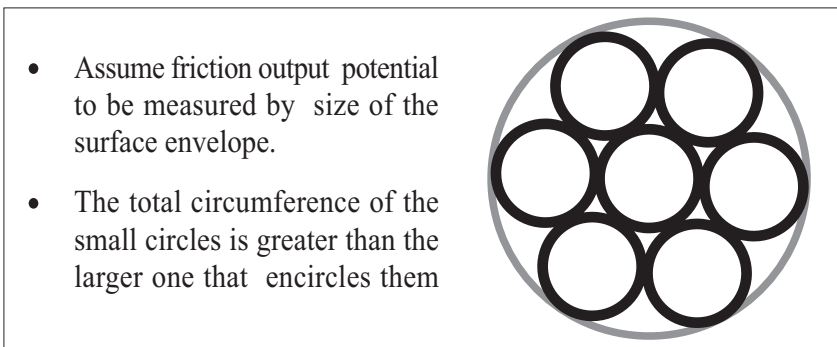 • Assume friction output potential
to be measured by size of the
surface envelope.
• The total circumference of the
small circles is greater than the
larger one that encircles them